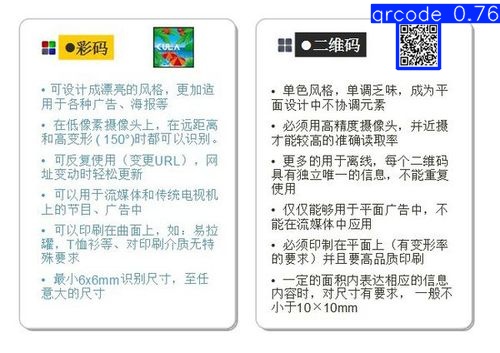 ●彩码
KULA
• 可设计成漂亮的风格，更加适
用于各种广告、海报等
• 在低像素摄像头上，在远距离
和高变形（150°)时都可以识别。
• 可反复使用（变更URL），网
址变动时轻松更新
• 可以用于流媒体和传统电视机
上的节目、广告中
• 可以印刷在曲面上，如：易拉
罐，T恤衫等、对印刷介质无特
殊要求
• 最小6x6mm识别尺寸，至任
意大的尺寸
qrcode 0.76
●二维码
• 单色风格，单调乏味，成为平
面设计中不协调元素
• 必须用高精度摄像头，并近摄
才能较高的准确读取率
• 更多的用于离线，每个二维码
具有独立唯一的信息，不能重复
使用
• 仅仅能够用于平面广告中，不
能在流媒体中应用
• 必须印制在平面上（有变形率
的要求）并且要高品质印刷
• 一定的面积内表达相应的信息
内容时，对尺寸有要求，一般不
小于10×10mm